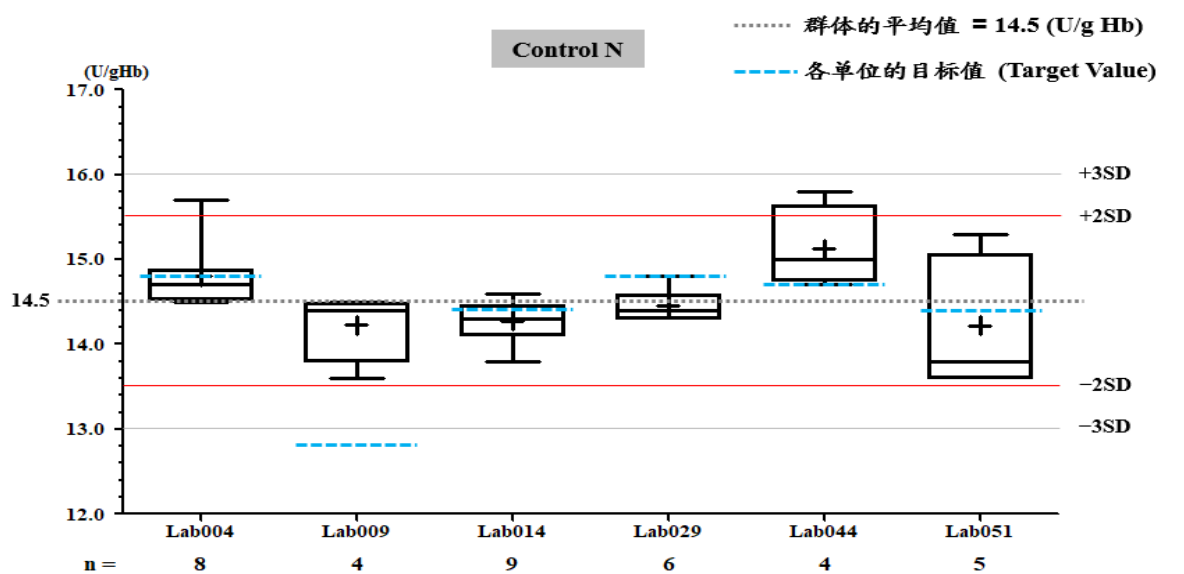 群体的平均值 = 14.5 (U/g Hb)
Control N
各单位的目标值 (Target Value)
(U/gHb)
17.0
16.0
+3SD
+2SD
15.0
14.5
14.0
−2SD
13.0
−3SD
12.0
Lab004 Lab009 Lab014 Lab029 Lab044 Lab051
n = 8 4 9 6 4 5